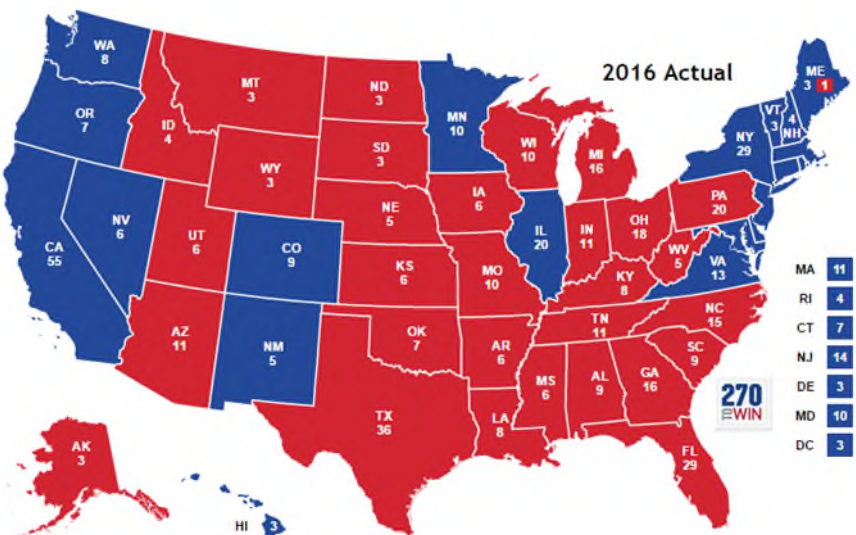 2016 Actual
WA
8
OR
7
CA
55
NV
6
ID
4
MT
3
WY
3
UT
6
AZ
11
CO
9
NM
5
ND
3
SD
3
NE
5
KS
6
OK
7
TX
36
MN
10
IA
6
MO
10
AR
6
LA
8
WI
10
IL
20
MI
16
IN
11
OH
18
KY
8
TN
11
MS
6
AL
9
GA
16
FL
29
SC
9
NC
15
VA
13
WV
5
PA
20
NY
29
VT
3
4
NH
ME
3 1
MA 11
RI 4
CT 7
NJ 14
DE 3
MD 10
DC 3
270
TO WIN
AK
3
HI 3